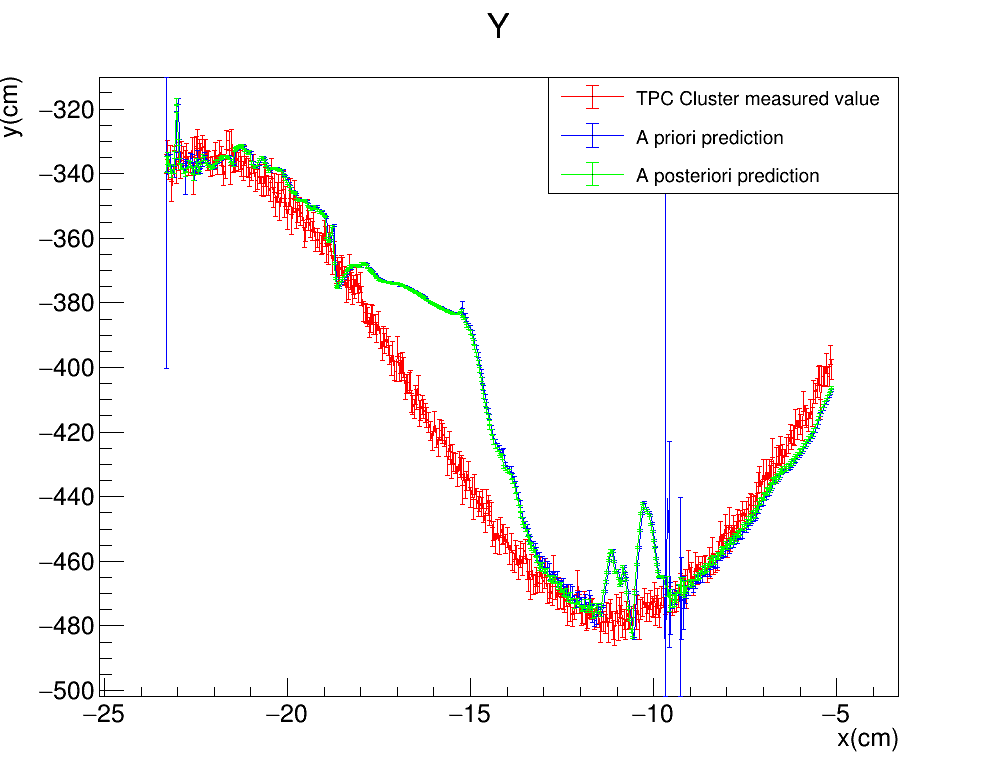 Y
y(cm)
TPC Cluster measured value
A priori prediction
A posteriori prediction
−320
−340
−360
−380
−400
−420
−440
−460
−480
−500
−25 −20 −15 −10 −5
x(cm)